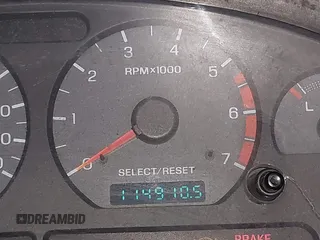 3 4
2 RPM×1000 5
1 6
0 7
L
SELECT/RESET
114910.5
DREAMBID
BRAKE